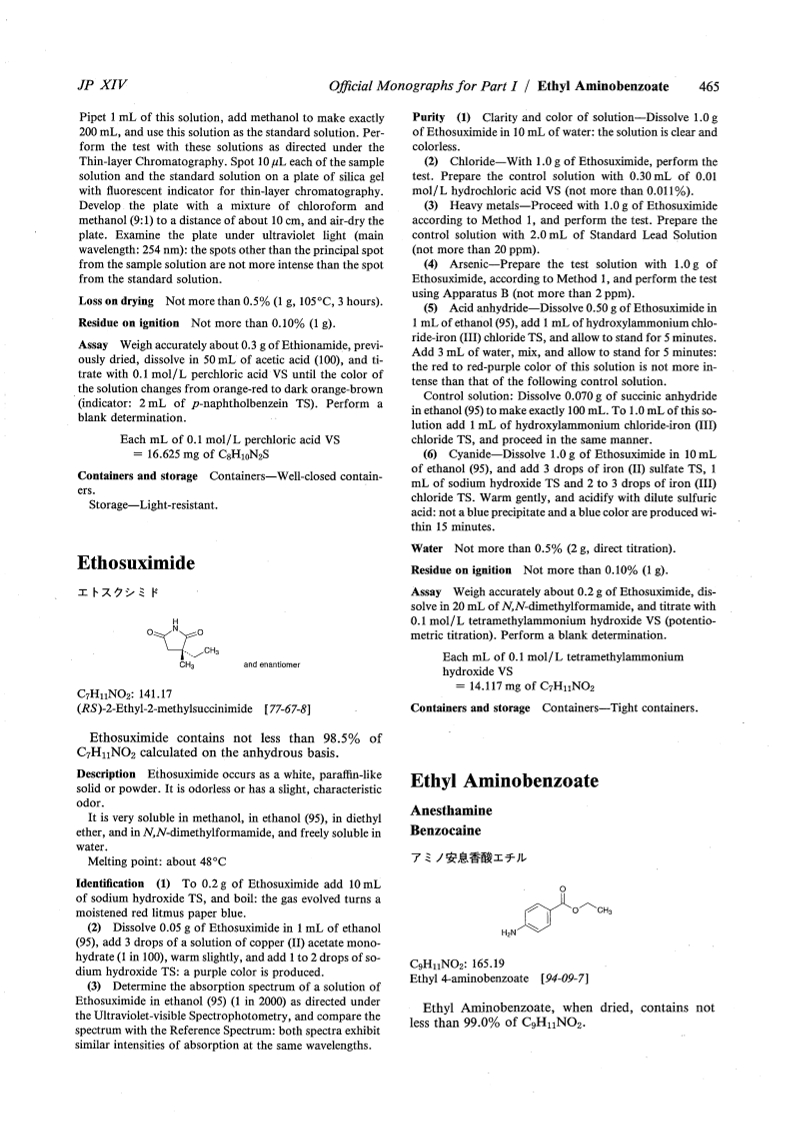 JP XIV
Official Monographs for Part I / Ethyl Aminobenzoate 465
Pipet 1 mL of this solution, add methanol to make exactly
200 mL, and use this solution as the standard solution. Per-
form the test with these solutions as directed under the
Thin-layer Chromatography. Spot 10 μL each of the sample
solution and the standard solution on a plate of silica gel
with fluorescent indicator for thin-layer chromatography.
Develop the plate with a mixture of chloroform and
methanol (9:1) to a distance of about 10 cm, and air-dry the
plate. Examine the plate under ultraviolet light (main
wavelength: 254 nm): the spots other than the principal spot
from the sample solution are not more intense than the spot
from the standard solution.
Loss on drying Not more than 0.5% (1 g, 105°C, 3 hours).
Residue on ignition Not more than 0.10% (1 g).
Assay Weigh accurately about 0.3 g of Ethionamide, previ-
ously dried, dissolve in 50 mL of acetic acid (100), and ti-
trate with 0.1 mol/L perchloric acid VS until the color of
the solution changes from orange-red to dark orange-brown
(indicator: 2 mL of p-naphtholbenzein TS). Perform a
blank determination.
Each mL of 0.1 mol/L perchloric acid VS
= 16.625 mg of C8H10N2S
Containers and storage Containers—Well-closed contain-
ers.
Storage—Light-resistant.
Ethosuximide
エトスクシミド
H
N
O
O
CH3
CH3
and enantiomer
C7H11NO2: 141.17
(RS)-2-Ethyl-2-methylsuccinimide [77-67-8]
Ethosuximide contains not less than 98.5% of
C7H11NO2 calculated on the anhydrous basis.
Description Ethosuximide occurs as a white, paraffin-like
solid or powder. It is odorless or has a slight, characteristic
odor.
It is very soluble in methanol, in ethanol (95), in diethyl
ether, and in N,N-dimethylformamide, and freely soluble in
water.
Melting point: about 48°C
Identification (1) To 0.2 g of Ethosuximide add 10 mL
of sodium hydroxide TS, and boil: the gas evolved turns a
moistened red litmus paper blue.
(2) Dissolve 0.05 g of Ethosuximide in 1 mL of ethanol
(95), add 3 drops of a solution of copper (II) acetate mono-
hydrate (1 in 100), warm slightly, and add 1 to 2 drops of so-
dium hydroxide TS: a purple color is produced.
(3) Determine the absorption spectrum of a solution of
Ethosuximide in ethanol (95) (1 in 2000) as directed under
the Ultraviolet-visible Spectrophotometry, and compare the
spectrum with the Reference Spectrum: both spectra exhibit
similar intensities of absorption at the same wavelengths.
Purity (1) Clarity and color of solution—Dissolve 1.0 g
of Ethosuximide in 10 mL of water: the solution is clear and
colorless.
(2) Chloride—With 1.0 g of Ethosuximide, perform the
test. Prepare the control solution with 0.30 mL of 0.01
mol/L hydrochloric acid VS (not more than 0.011%).
(3) Heavy metals—Proceed with 1.0 g of Ethosuximide
according to Method 1, and perform the test. Prepare the
control solution with 2.0 mL of Standard Lead Solution
(not more than 20 ppm).
(4) Arsenic—Prepare the test solution with 1.0 g of
Ethosuximide, according to Method 1, and perform the test
using Apparatus B (not more than 2 ppm).
(5) Acid anhydride—Dissolve 0.50 g of Ethosuximide in
1 mL of ethanol (95), add 1 mL of hydroxylammonium chlo-
ride-iron (III) chloride TS, and allow to stand for 5 minutes.
Add 3 mL of water, mix, and allow to stand for 5 minutes:
the red to red-purple color of this solution is not more in-
tense than that of the following control solution.
Control solution: Dissolve 0.070 g of succinic anhydride
in ethanol (95) to make exactly 100 mL. To 1.0 mL of this so-
lution add 1 mL of hydroxylammonium chloride-iron (III)
chloride TS, and proceed in the same manner.
(6) Cyanide—Dissolve 1.0 g of Ethosuximide in 10 mL
of ethanol (95), and add 3 drops of iron (II) sulfate TS, 1
mL of sodium hydroxide TS and 2 to 3 drops of iron (III)
chloride TS. Warm gently, and acidify with dilute sulfuric
acid: not a blue precipitate and a blue color are produced wi-
thin 15 minutes.
Water Not more than 0.5% (2 g, direct titration).
Residue on ignition Not more than 0.10% (1 g).
Assay Weigh accurately about 0.2 g of Ethosuximide, dis-
solve in 20 mL of N,N-dimethylformamide, and titrate with
0.1 mol/L tetramethylammonium hydroxide VS (potentio-
metric titration). Perform a blank determination.
Each mL of 0.1 mol/L tetramethylammonium
hydroxide VS
= 14.117 mg of C7H11NO2
Containers and storage Containers—Tight containers.
Ethyl Aminobenzoate
Anesthamine
Benzocaine
アミノ安息香酸エチル
O
O
CH3
H2N
C9H11NO2: 165.19
Ethyl 4-aminobenzoate [94-09-7]
Ethyl Aminobenzoate, when dried, contains not
less than 99.0% of C9H11NO2.